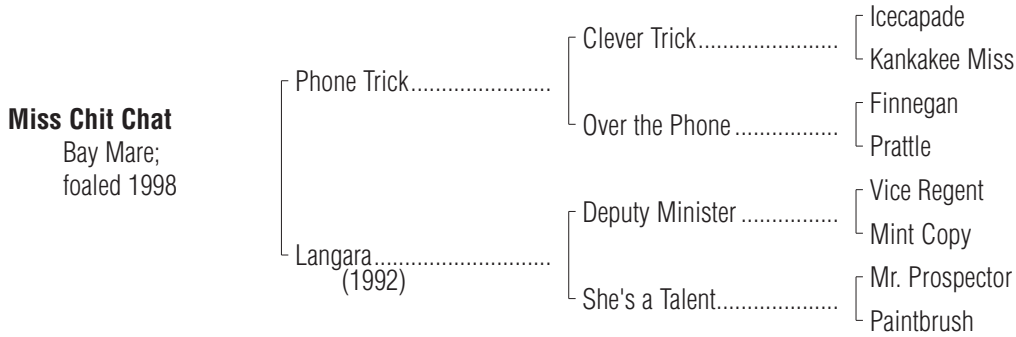 Miss Chit Chat
Bay Mare;
foaled 1998
Phone Trick.......................
Langara.............................
(1992)
Clever Trick.......................
Over the Phone.................
Deputy Minister................
She's a Talent....................
Icecapade
Kankakee Miss
Finnegan
Prattle
Vice Regent
Mint Copy
Mr. Prospector
Paintbrush